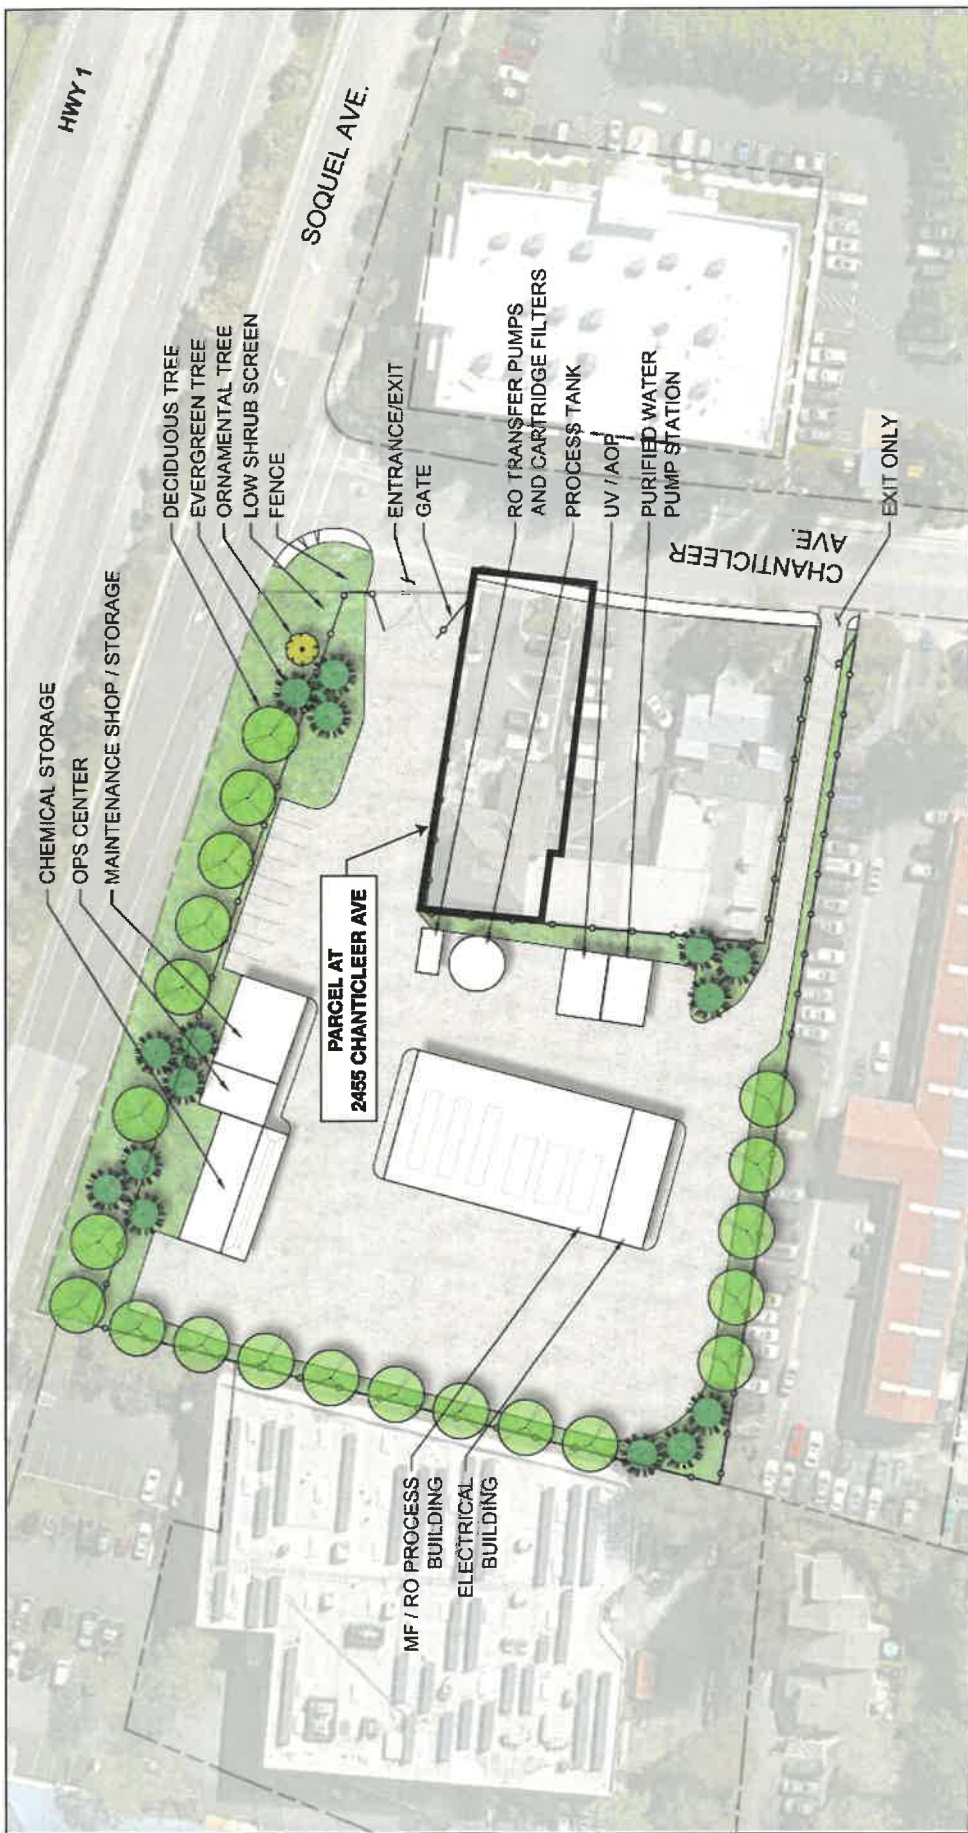 HWY 1
SOQUEL AVE.
CHEMICAL STORAGE
OPS CENTER
MAINTENANCE SHOP / STORAGE
DECIDUOUS TREE
EVERGREEN TREE
ORNAMENTAL TREE
LOW SHRUB SCREEN
FENCE
ENTRANCE/EXIT
GATE
PARCEL AT
2455 CHANTICLEER AVE
RO TRANSFER PUMPS
AND CARTRIDGE FILTERS
PROCESS TANK
UV / AOP
PURIFIED WATER
PUMP STATION
CHANTICLEER
AVE.
EXIT ONLY
MF / RO PROCESS
BUILDING
ELECTRICAL
BUILDING